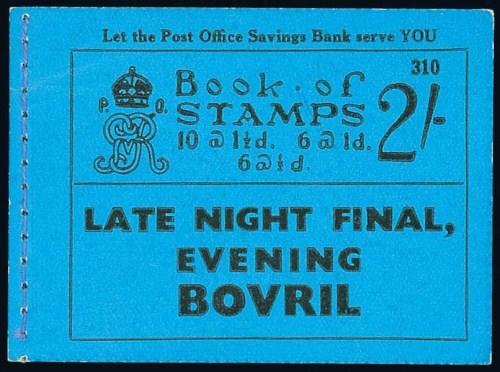 Let the Post Office Savings Bank serve YOU
310
P. O.
GRI
Book of
STAMPS
10 @ 1½d. 6 @ 1d.
6 @ ½d.
2/-
LATE NIGHT FINAL,
EVENING
BOVRIL